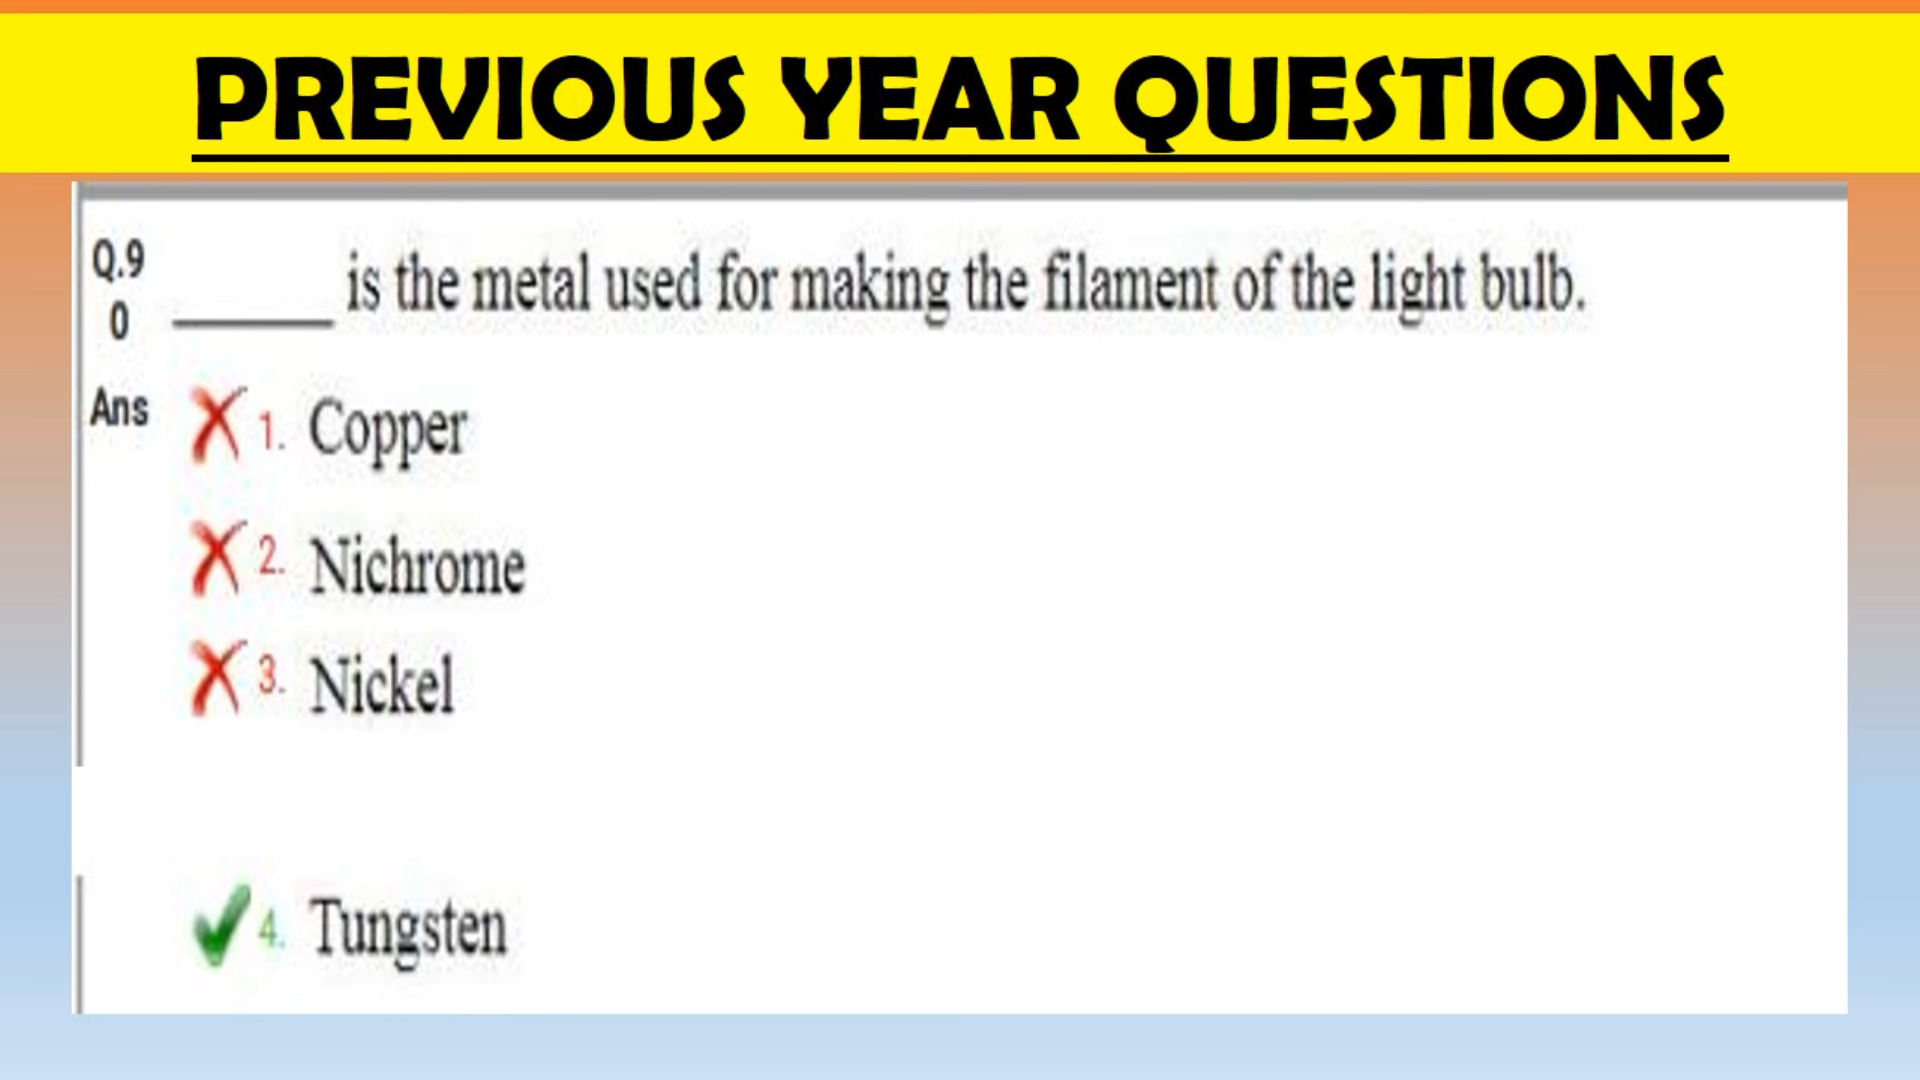 PREVIOUS YEAR QUESTIONS
Q.9
0 ______ is the metal used for making the filament of the light bulb.
Ans 1. Copper
2. Nichrome
3. Nickel
4. Tungsten